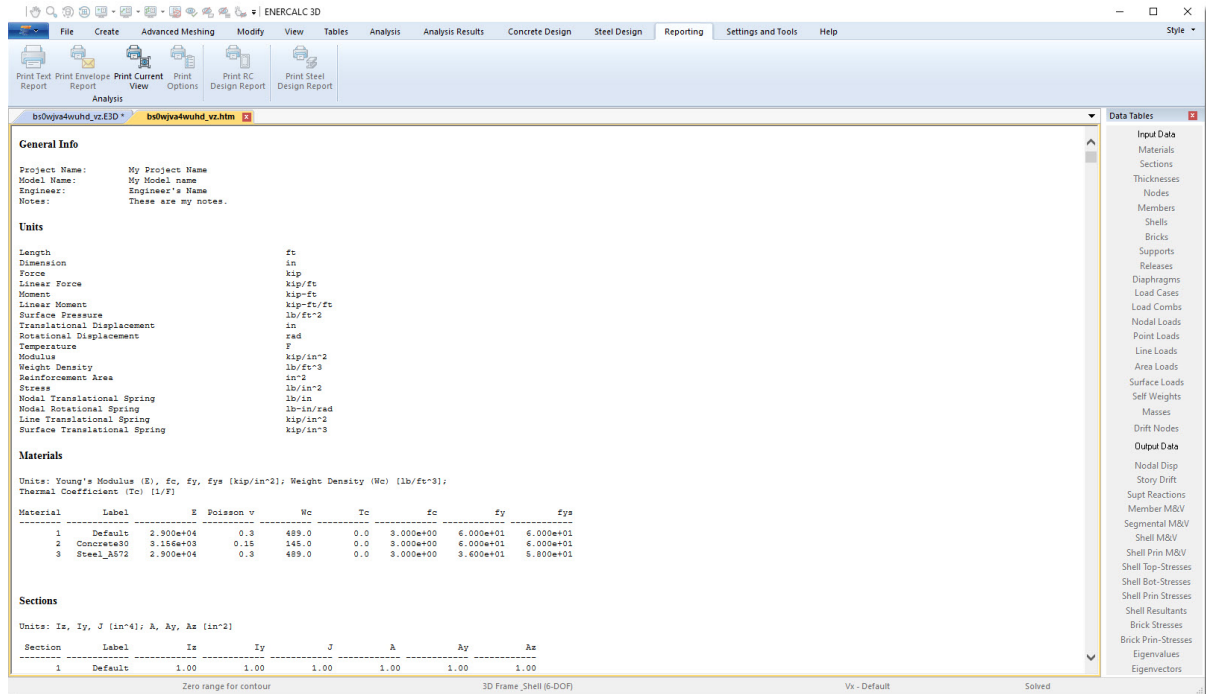 ENERCALC 3D
File Create Advanced Meshing Modify View Tables Analysis Analysis Results Concrete Design Steel Design Reporting Settings and Tools Help Style
Print Text Report Print Envelope Report Print Current View Print Options Print RC Design Report Print Steel Design Report
Analysis
bs0wjva4wuhd_vz.E3D * bs0wjva4wuhd_vz.htm
General Info
Project Name: My Project Name
Model Name: My Model name
Engineer: Engineer's Name
Notes: These are my notes.
Units
Length ft
Dimension in
Force kip
Linear Force kip/ft
Moment kip-ft
Linear Moment kip-ft/ft
Surface Pressure lb/ft^2
Translational Displacement in
Rotational Displacement rad
Temperature F
Modulus kip/in^2
Weight Density lb/ft^3
Reinforcement Area in^2
Stress lb/in^2
Nodal Translational Spring lb/in
Nodal Rotational Spring lb-in/rad
Line Translational Spring kip/in^2
Surface Translational Spring kip/in^3
Materials
Units: Young's Modulus (E), fc, fy, fys [kip/in^2]; Weight Density (Wc) [lb/ft^3];
Thermal Coefficient (Tc) [1/F]
Material Label E Poisson v Wc Tc fc fy fys
1 Default 2.900e+04 0.3 489.0 0.0 3.000e+00 6.000e+01 6.000e+01
2 Concrete30 3.156e+03 0.15 145.0 0.0 3.000e+00 6.000e+01 6.000e+01
3 Steel_A572 2.900e+04 0.3 489.0 0.0 3.000e+00 3.600e+01 5.800e+01
Sections
Units: Iz, Iy, J [in^4]; A, Ay, Az [in^2]
Section Label Iz Iy J A Ay Az
1 Default 1.00 1.00 1.00 1.00 1.00 1.00
Data Tables
Input Data
Materials
Sections
Thicknesses
Nodes
Members
Shells
Bricks
Supports
Releases
Diaphragms
Load Cases
Load Combs
Nodal Loads
Point Loads
Line Loads
Area Loads
Surface Loads
Self Weights
Masses
Drift Nodes
Output Data
Nodal Disp
Story Drift
Supt Reactions
Member M&V
Segmental M&V
Shell M&V
Shell Prin M&V
Shell Top-Stresses
Shell Bot-Stresses
Shell Prin Stresses
Shell Resultants
Brick Stresses
Brick Prin-Stresses
Eigenvalues
Eigenvectors
Zero range for contour 3D Frame_Shell (6-DOF) Vx - Default Solved